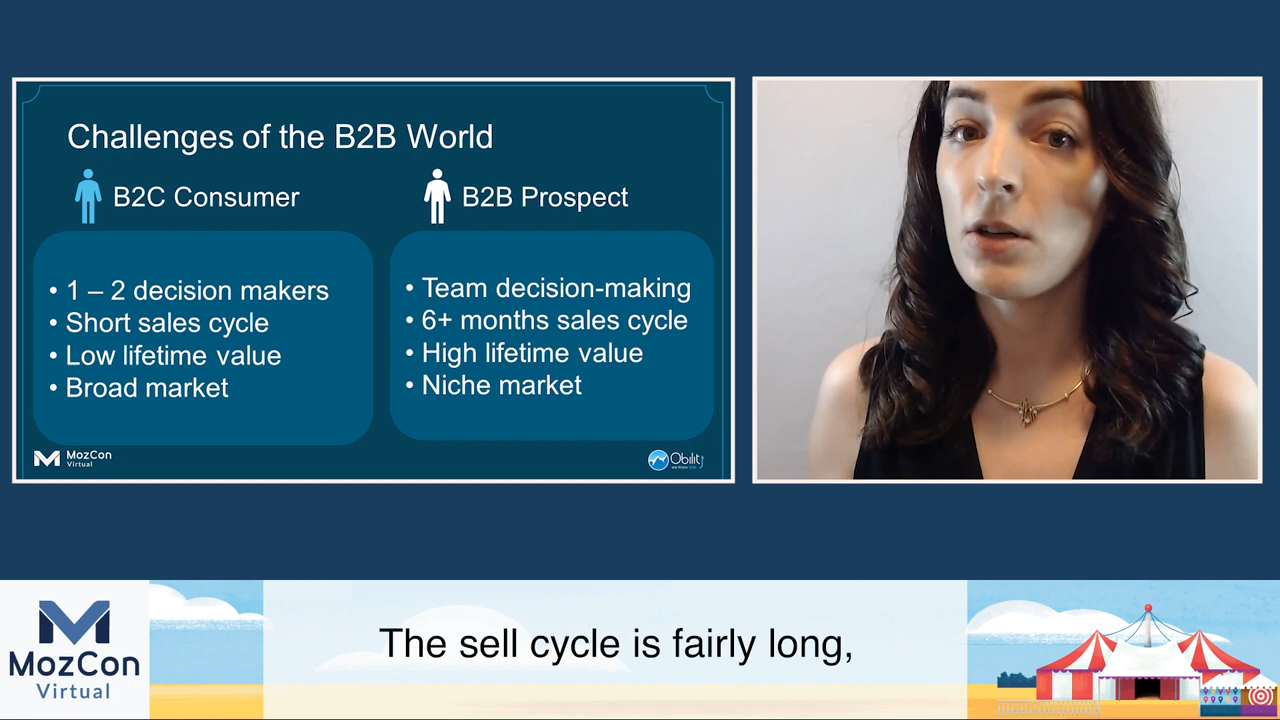 Challenges of the B2B World
B2C Consumer
• 1 – 2 decision makers
• Short sales cycle
• Low lifetime value
• Broad market
B2B Prospect
• Team decision-making
• 6+ months sales cycle
• High lifetime value
• Niche market
MozCon
Virtual
Obility
The sell cycle is fairly long,
MozCon
Virtual